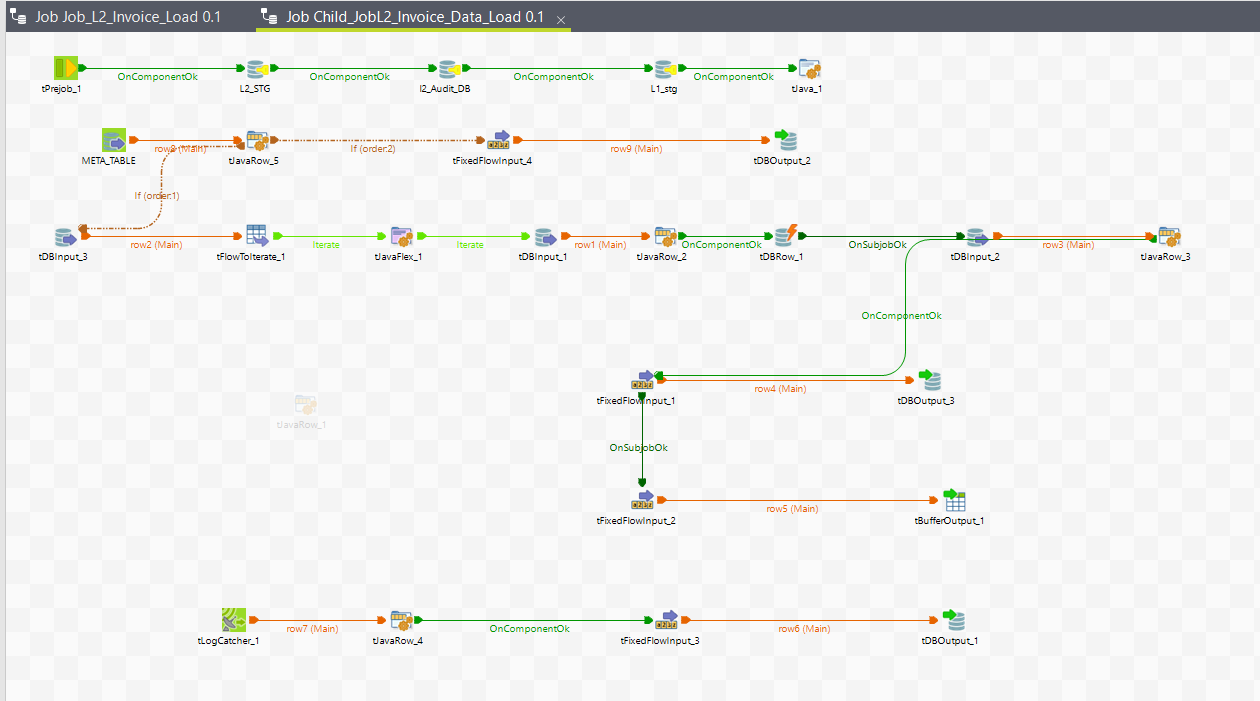 Job Job_L2_Invoice_Load 0.1
Job Child_JobL2_Invoice_Data_Load 0.1
OnComponentOk
OnComponentOk
OnComponentOk
OnComponentOk
tPrejob_1
L2_STG
l2_Audit_DB
L1_stg
tJava_1
row8 (Main)
If (order:2)
row9 (Main)
META_TABLE
tJavaRow_5
tFixedFlowInput_4
tDBOutput_2
If (order:1)
row2 (Main)
Iterate
Iterate
row1 (Main)
OnComponentOk
OnSubjobOk
row3 (Main)
tDBInput_3
tFlowToIterate_1
tJavaFlex_1
tDBInput_1
tJavaRow_2
tDBRow_1
tDBInput_2
tJavaRow_3
OnComponentOk
row4 (Main)
tFixedFlowInput_1
tDBOutput_3
tJavaRow_1
OnSubjobOk
row5 (Main)
tFixedFlowInput_2
tBufferOutput_1
row7 (Main)
OnComponentOk
row6 (Main)
tLogCatcher_1
tJavaRow_4
tFixedFlowInput_3
tDBOutput_1